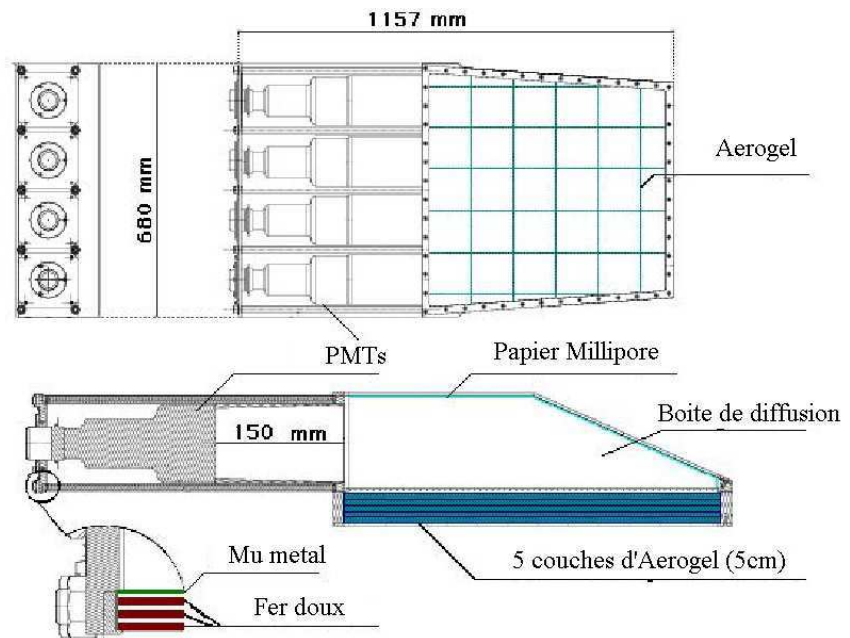 1157 mm
680 mm
Aerogel
PMTs
Papier Millipore
Boite de diffusion
150 mm
5 couches d'Aerogel (5cm)
Mu metal
Fer doux